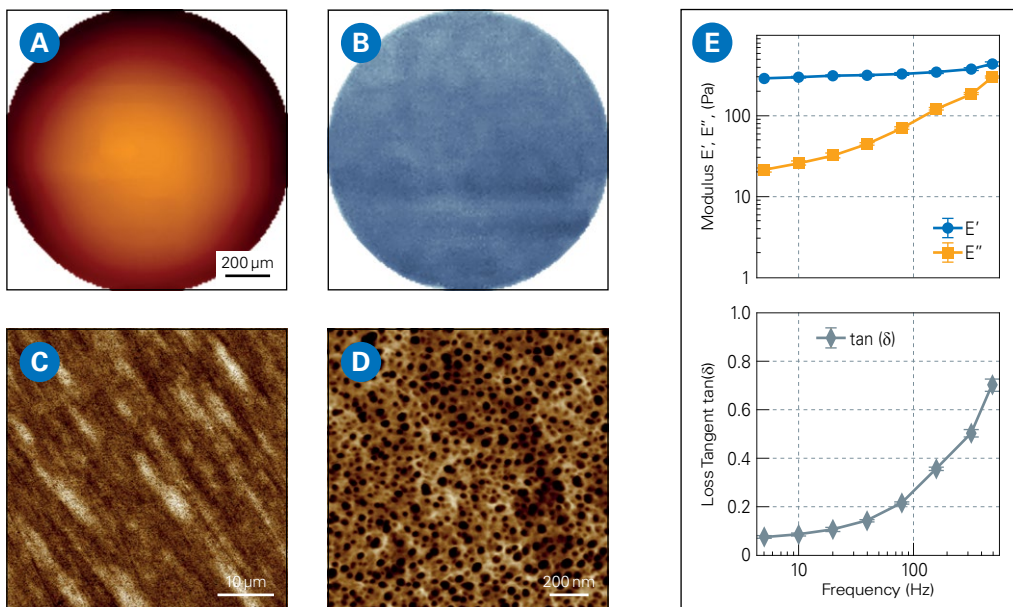 A
200 µm
B
C
10 µm
D
200 nm
E
Modulus E′, E″, (Pa)
100
10
1
E′
E″
Loss Tangent tan(δ)
1.0
0.8
0.6
0.4
0.2
0
tan (δ)
10
100
Frequency (Hz)